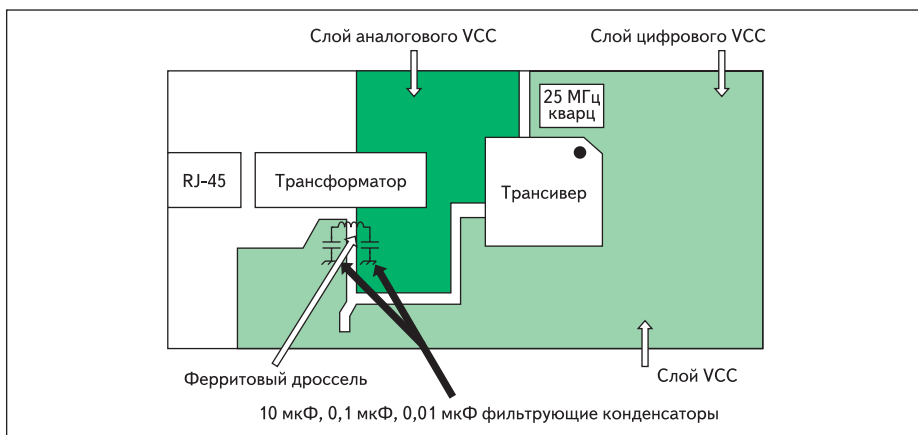 Слой аналогового VCC
Слой цифрового VCC
25 МГц
кварц
RJ-45
Трансформатор
Трансивер
Ферритовый дроссель
Слой VCC
10 мкФ, 0,1 мкФ, 0,01 мкФ фильтрующие конденсаторы